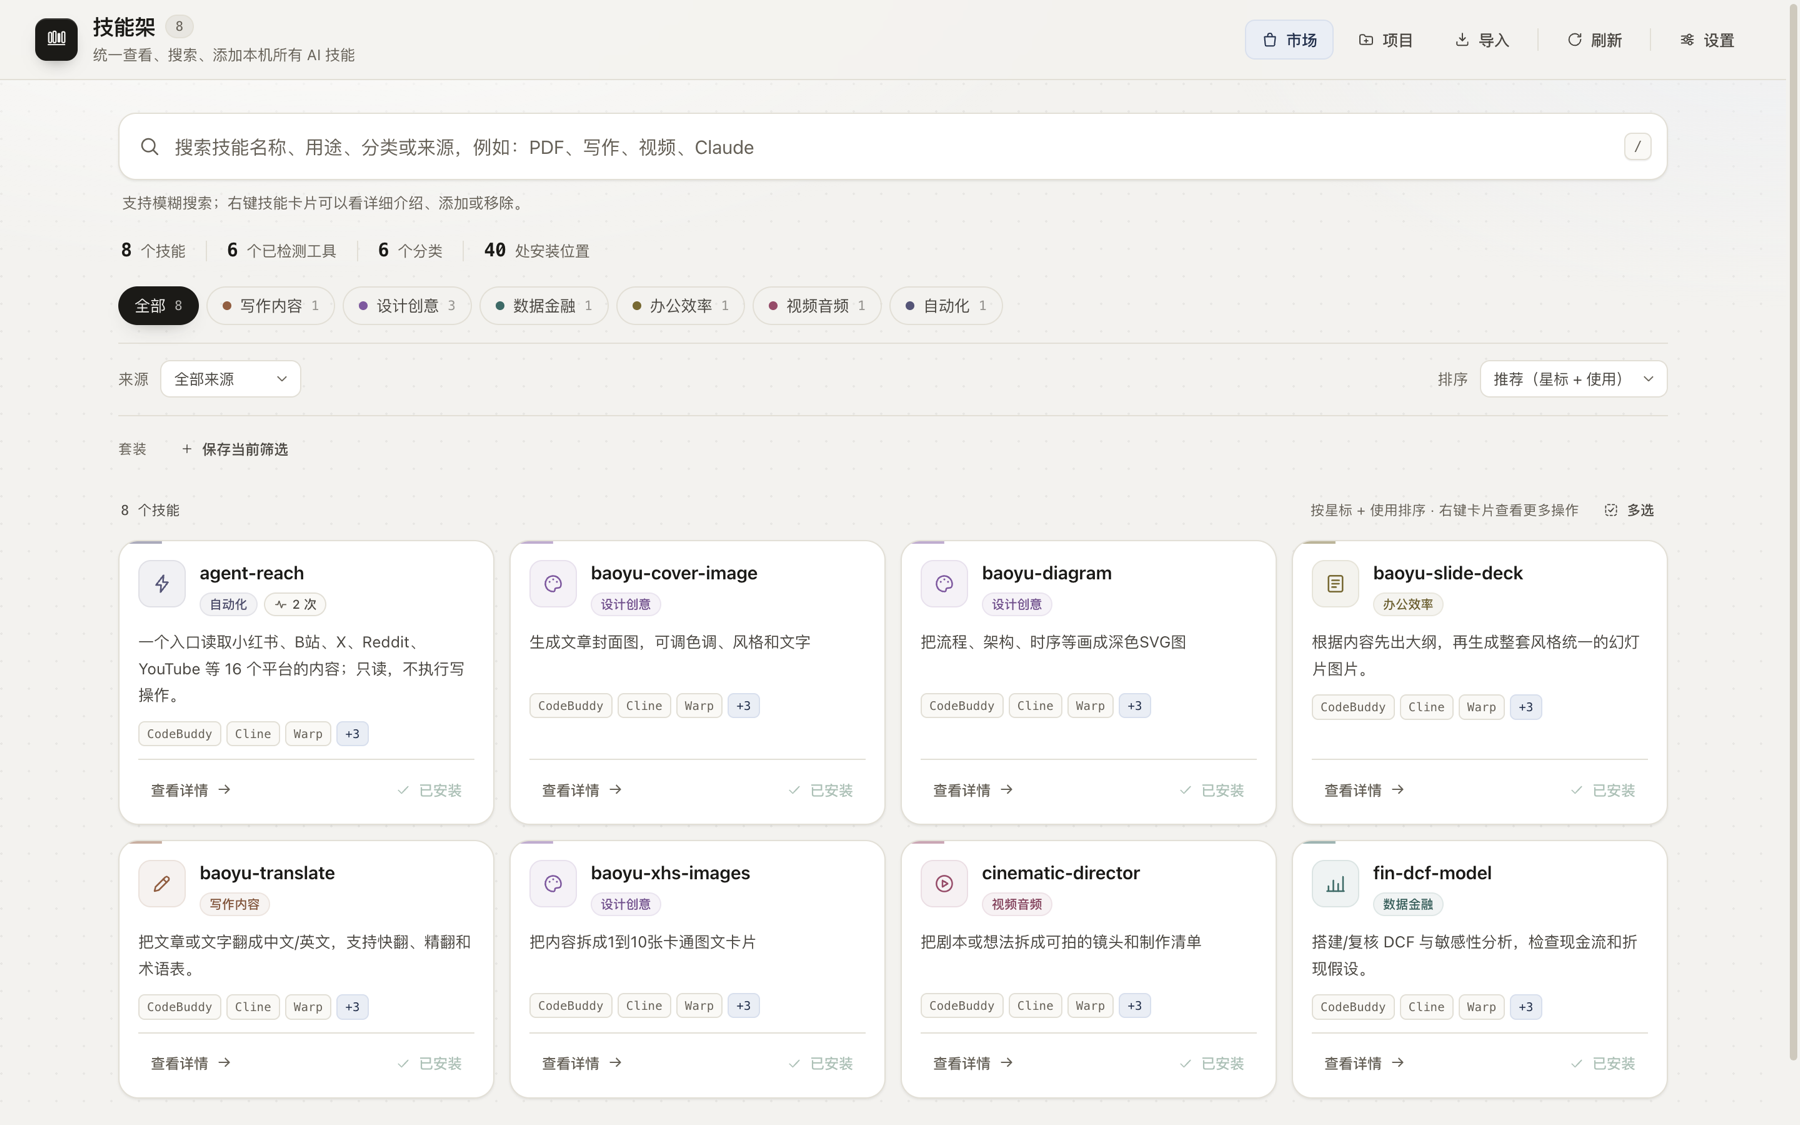 技能架 8
统一查看、搜索、添加本机所有 AI 技能
市场 项目 导入 刷新 设置
搜索技能名称、用途、分类或来源，例如：PDF、写作、视频、Claude /
支持模糊搜索；右键技能卡片可以看详细介绍、添加或移除。
8 个技能 6 个已检测工具 6 个分类 40 处安装位置
全部 8 写作内容 1 设计创意 3 数据金融 1 办公效率 1 视频音频 1 自动化 1
来源 全部来源 排序 推荐（星标 + 使用）
套装 + 保存当前筛选
8 个技能 按星标 + 使用排序 · 右键卡片查看更多操作 多选
agent-reach
自动化 2 次
一个入口读取小红书、B站、X、Reddit、
YouTube 等 16 个平台的内容；只读，不执行写
操作。
CodeBuddy Cline Warp +3
查看详情 → ✓ 已安装
baoyu-cover-image
设计创意
生成文章封面图，可调色调、风格和文字
CodeBuddy Cline Warp +3
查看详情 → ✓ 已安装
baoyu-diagram
设计创意
把流程、架构、时序等画成深色SVG图
CodeBuddy Cline Warp +3
查看详情 → ✓ 已安装
baoyu-slide-deck
办公效率
根据内容先出大纲，再生成整套风格统一的幻灯
片图片。
CodeBuddy Cline Warp +3
查看详情 → ✓ 已安装
baoyu-translate
写作内容
把文章或文字翻成中文/英文，支持快翻、精翻和
术语表。
CodeBuddy Cline Warp +3
查看详情 → ✓ 已安装
baoyu-xhs-images
设计创意
把内容拆成1到10张卡通图文卡片
CodeBuddy Cline Warp +3
查看详情 → ✓ 已安装
cinematic-director
视频音频
把剧本或想法拆成可拍的镜头和制作清单
CodeBuddy Cline Warp +3
查看详情 → ✓ 已安装
fin-dcf-model
数据金融
搭建/复核 DCF 与敏感性分析，检查现金流和折
现假设。
CodeBuddy Cline Warp +3
查看详情 → ✓ 已安装